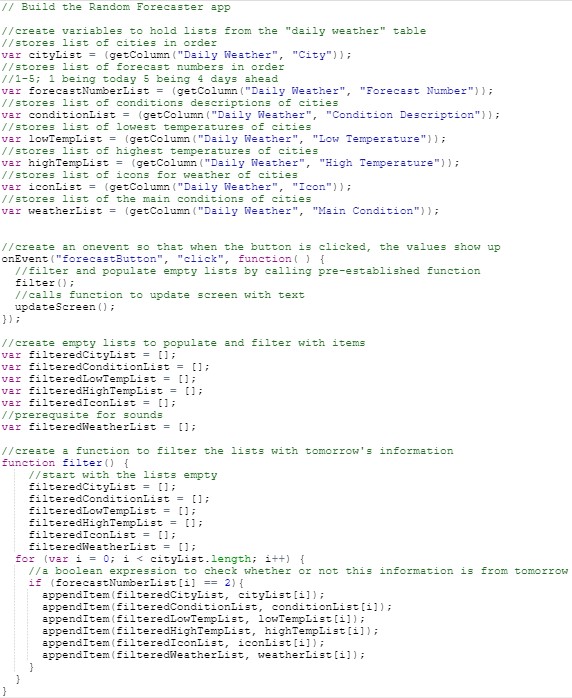 // Build the Random Forecaster app
//create variables to hold lists from the "daily weather" table
//stores list of cities in order
var cityList = (getColumn("Daily Weather", "City"));
//stores list of forecast numbers in order
//1-5; 1 being today 5 being 4 days ahead
var forecastNumberList = (getColumn("Daily Weather", "Forecast Number"));
//stores list of conditions descriptions of cities
var conditionList = (getColumn("Daily Weather", "Condition Description"));
//stores list of lowest temperatures of cities
var lowTempList = (getColumn("Daily Weather", "Low Temperature"));
//stores list of highest temperatures of cities
var highTempList = (getColumn("Daily Weather", "High Temperature"));
//stores list of icons for weather of cities
var iconList = (getColumn("Daily Weather", "Icon"));
//stores list of the main conditions of cities
var weatherList = (getColumn("Daily Weather", "Main Condition"));
//create an onevent so that when the button is clicked, the values show up
onEvent("forecastButton", "click", function( ) {
//filter and populate empty lists by calling pre-established function
filter();
//calls function to update screen with text
updateScreen();
});
//create empty lists to populate and filter with items
var filteredCityList = [];
var filteredConditionList = [];
var filteredLowTempList = [];
var filteredHighTempList = [];
var filteredIconList = [];
//prerequsite for sounds
var filteredWeatherList = [];
//create a function to filter the lists with tomorrow's information
function filter() {
//start with the lists empty
filteredCityList = [];
filteredConditionList = [];
filteredLowTempList = [];
filteredHighTempList = [];
filteredIconList = [];
filteredWeatherList = [];
for (var i = 0; i < cityList.length; i++) {
//a boolean expression to check whether or not this information is from tomorrow
if (forecastNumberList[i] == 2){
appendItem(filteredCityList, cityList[i]);
appendItem(filteredConditionList, conditionList[i]);
appendItem(filteredLowTempList, lowTempList[i]);
appendItem(filteredHighTempList, highTempList[i]);
appendItem(filteredIconList, iconList[i]);
appendItem(filteredWeatherList, weatherList[i]);
}
}
}